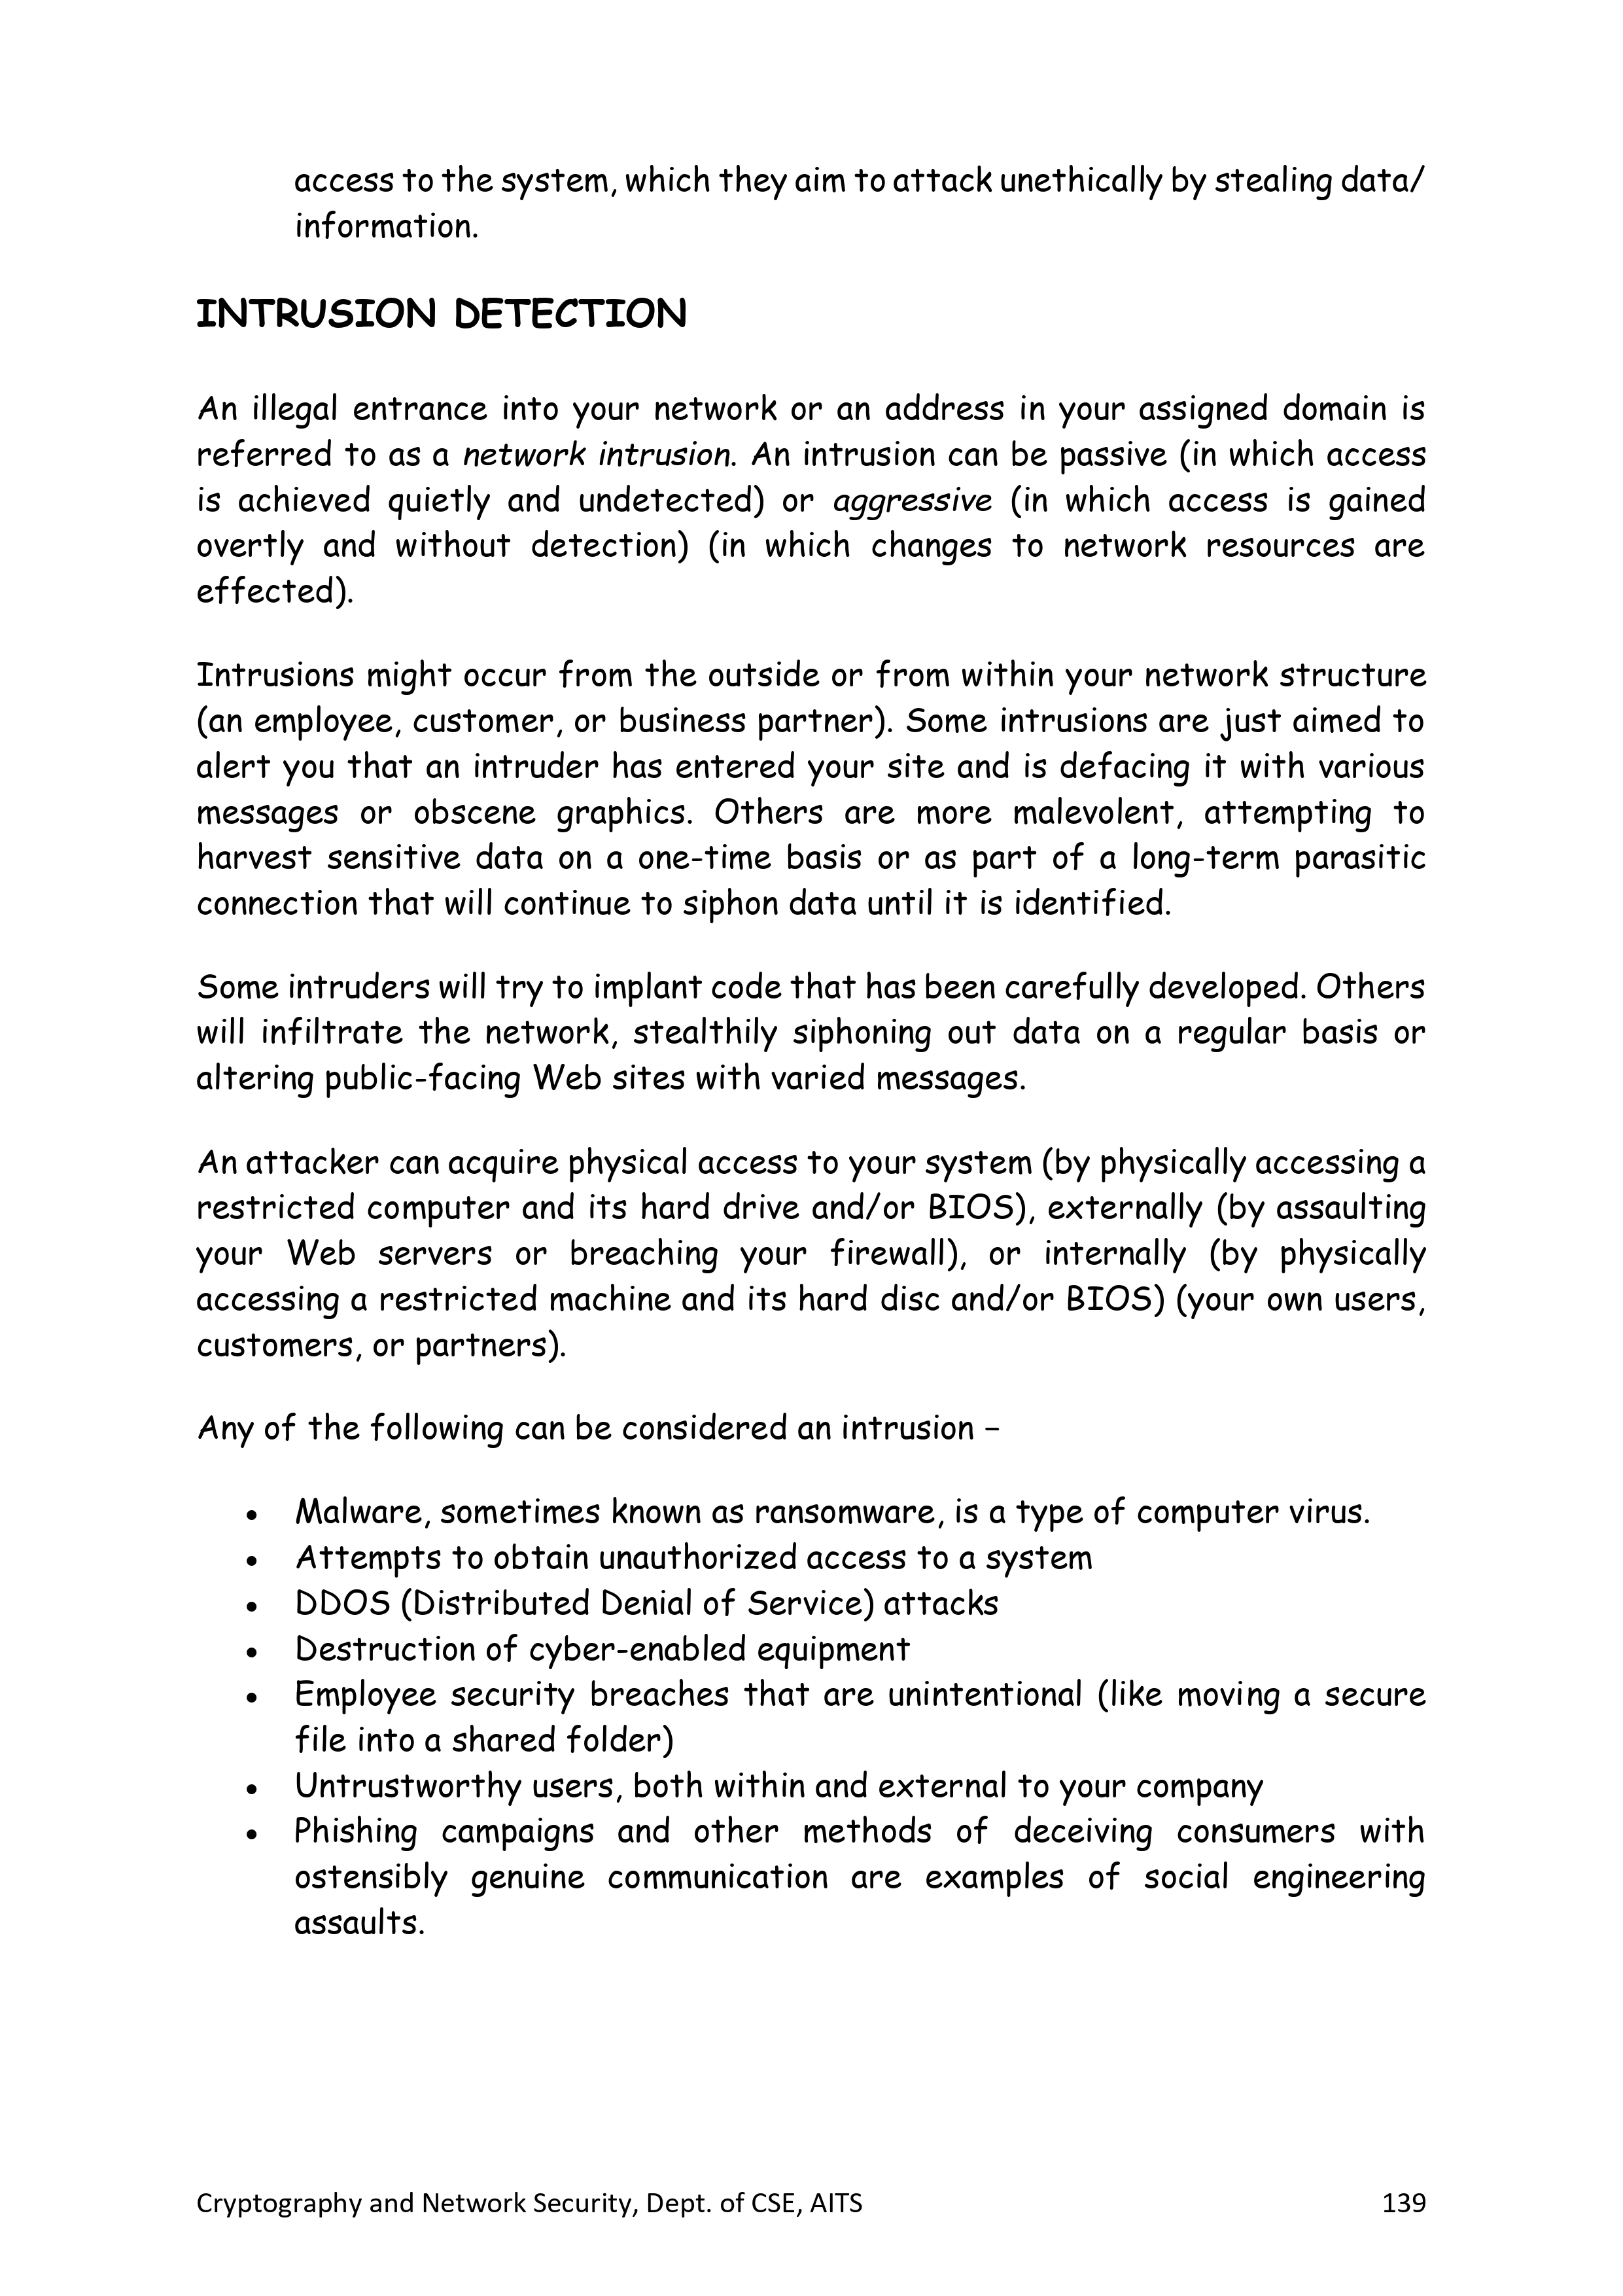 access to the system, which they aim to attack unethically by stealing data/
information.
INTRUSION DETECTION
An illegal entrance into your network or an address in your assigned domain is
referred to as a network intrusion. An intrusion can be passive (in which access
is achieved quietly and undetected) or aggressive (in which access is gained
overtly and without detection) (in which changes to network resources are
effected).
Intrusions might occur from the outside or from within your network structure
(an employee, customer, or business partner). Some intrusions are just aimed to
alert you that an intruder has entered your site and is defacing it with various
messages or obscene graphics. Others are more malevolent, attempting to
harvest sensitive data on a one-time basis or as part of a long-term parasitic
connection that will continue to siphon data until it is identified.
Some intruders will try to implant code that has been carefully developed. Others
will infiltrate the network, stealthily siphoning out data on a regular basis or
altering public-facing Web sites with varied messages.
An attacker can acquire physical access to your system (by physically accessing a
restricted computer and its hard drive and/or BIOS), externally (by assaulting
your Web servers or breaching your firewall), or internally (by physically
accessing a restricted machine and its hard disc and/or BIOS) (your own users,
customers, or partners).
Any of the following can be considered an intrusion −
• Malware, sometimes known as ransomware, is a type of computer virus.
• Attempts to obtain unauthorized access to a system
• DDOS (Distributed Denial of Service) attacks
• Destruction of cyber-enabled equipment
• Employee security breaches that are unintentional (like moving a secure
file into a shared folder)
• Untrustworthy users, both within and external to your company
• Phishing campaigns and other methods of deceiving consumers with
ostensibly genuine communication are examples of social engineering
assaults.
Cryptography and Network Security, Dept. of CSE, AITS 139